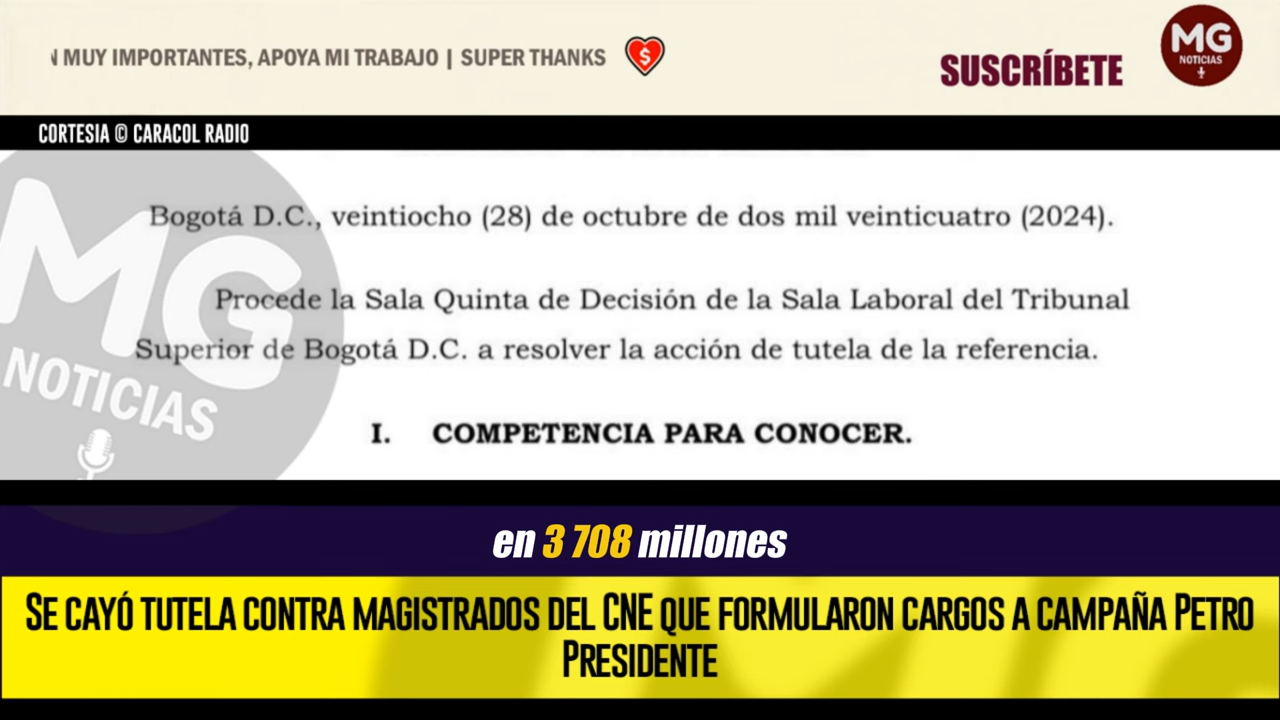 MUY IMPORTANTES, APOYA MI TRABAJO | SUPER THANKS
SUSCRÍBETE
MG
NOTICIAS
CORTESIA © CARACOL RADIO
Bogotá D.C., veintiocho (28) de octubre de dos mil veinticuatro (2024).
Procede la Sala Quinta de Decisión de la Sala Laboral del Tribunal
Superior de Bogotá D.C. a resolver la acción de tutela de la referencia.
MG
NOTICIAS
I. COMPETENCIA PARA CONOCER.
en 3 708 millones
SE CAYÓ TUTELA CONTRA MAGISTRADOS DEL CNE QUE FORMULARON CARGOS A CAMPAÑA PETRO
PRESIDENTE